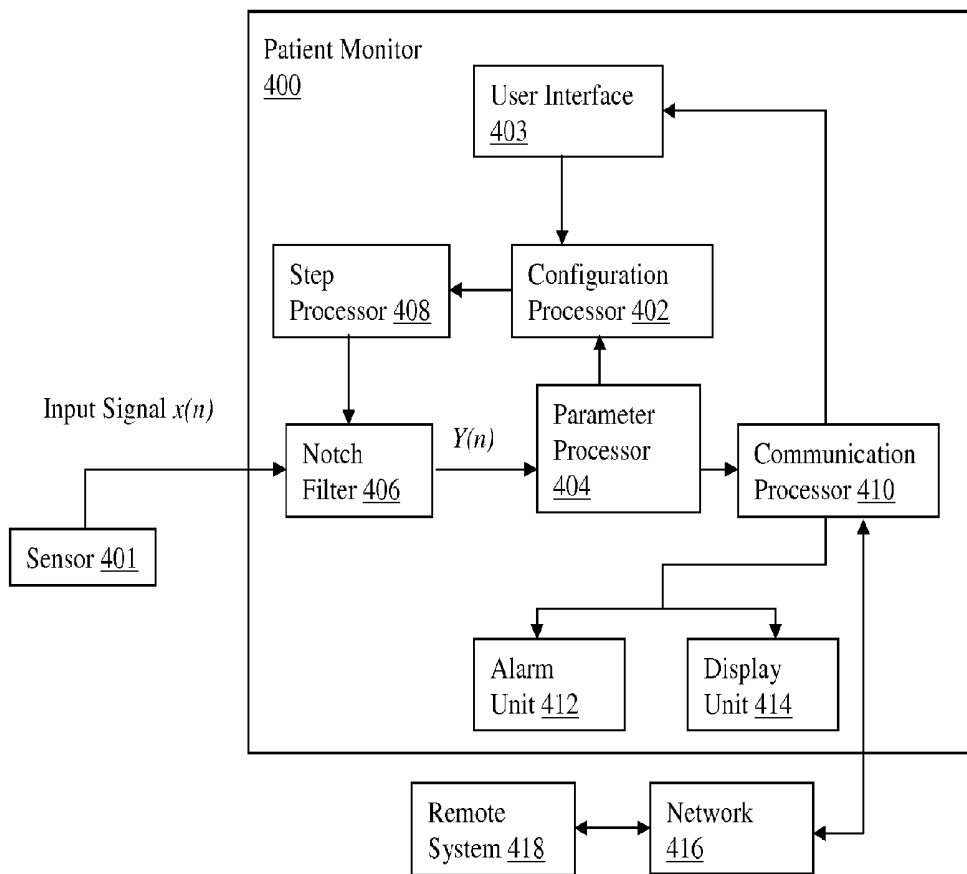 Patient Monitor
400
User Interface
403
Step
Processor 408
Configuration
Processor 402
Input Signal x(n)
Notch
Filter 406
Y(n)
Parameter
Processor
404
Communication
Processor 410
Sensor 401
Alarm
Unit 412
Display
Unit 414
Remote
System 418
Network
416